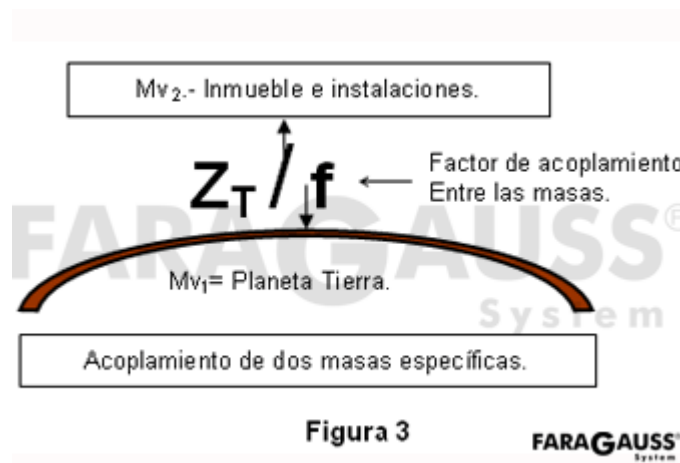 Mv₂.- Inmueble e instalaciones.
Z_T / f
Factor de acoplamiento
Entre las masas.
FARAGAUSS®
System
Mv₁= Planeta Tierra.
Acoplamiento de dos masas específicas.
Figura 3
FARAGAUSS®
System